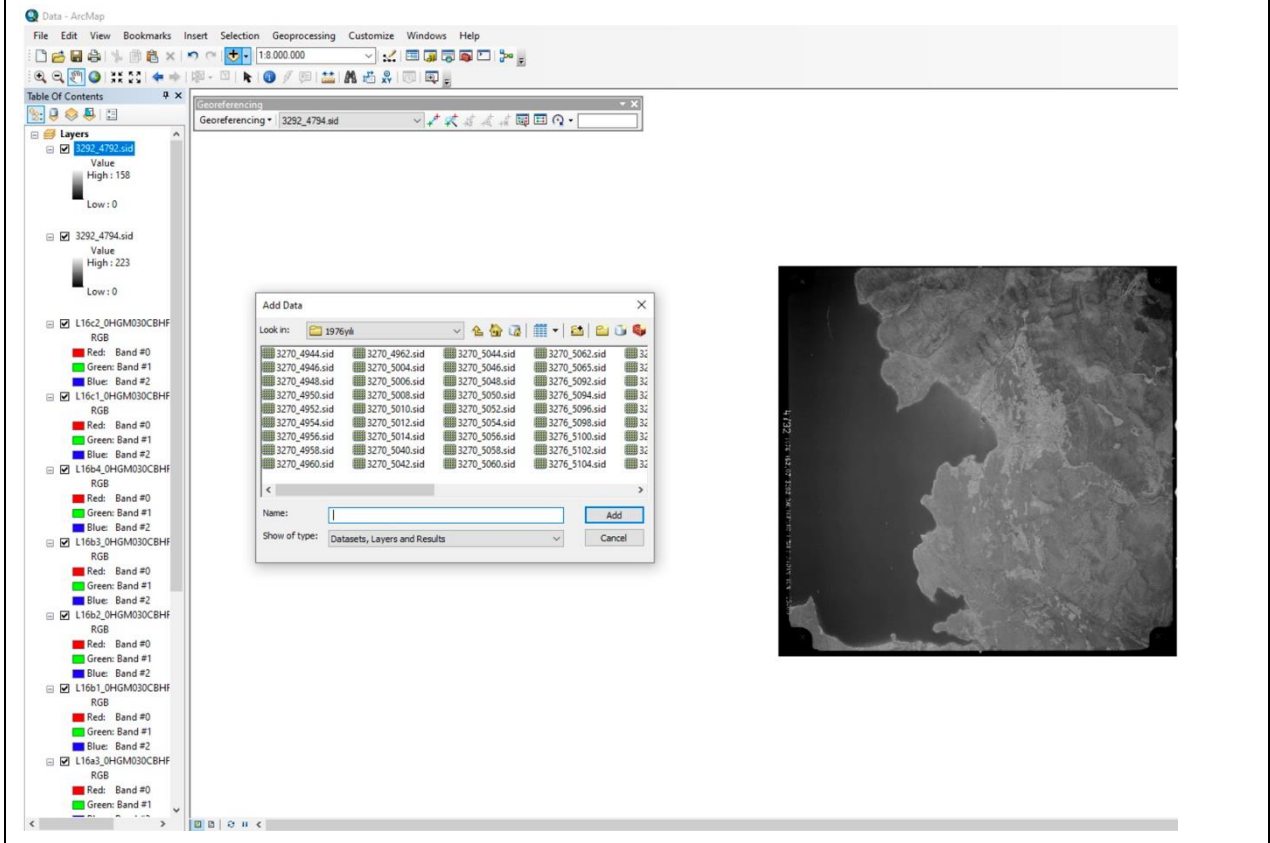 Data - ArcMap
File Edit View Bookmarks Insert Selection Geoprocessing Customize Windows Help
1:8.000.000
Table Of Contents
Georeferencing
Georeferencing 3292_4794.sid
Layers
3292_4792.sid
Value
High : 158
Low : 0
3292_4794.sid
Value
High : 223
Low : 0
L16c2_0HGM030CBHF
RGB
Red: Band #0
Green: Band #1
Blue: Band #2
L16c1_0HGM030CBHF
RGB
Red: Band #0
Green: Band #1
Blue: Band #2
L16b4_0HGM030CBHF
RGB
Red: Band #0
Green: Band #1
Blue: Band #2
L16b3_0HGM030CBHF
RGB
Red: Band #0
Green: Band #1
Blue: Band #2
L16b2_0HGM030CBHF
RGB
Red: Band #0
Green: Band #1
Blue: Band #2
L16b1_0HGM030CBHF
RGB
Red: Band #0
Green: Band #1
Blue: Band #2
L16a3_0HGM030CBHF
RGB
Red: Band #0
Green: Band #1
Add Data
Look in: 1976yılı
3270_4944.sid 3270_4962.sid 3270_5044.sid 3270_5062.sid 32
3270_4946.sid 3270_5004.sid 3270_5046.sid 3270_5065.sid 32
3270_4948.sid 3270_5006.sid 3270_5048.sid 3276_5092.sid 32
3270_4950.sid 3270_5008.sid 3270_5050.sid 3276_5094.sid 32
3270_4952.sid 3270_5010.sid 3270_5052.sid 3276_5096.sid 32
3270_4954.sid 3270_5012.sid 3270_5054.sid 3276_5098.sid 32
3270_4956.sid 3270_5014.sid 3270_5056.sid 3276_5100.sid 32
3270_4958.sid 3270_5040.sid 3270_5058.sid 3276_5102.sid 32
3270_4960.sid 3270_5042.sid 3270_5060.sid 3276_5104.sid 32
Name: Add
Show of type: Datasets, Layers and Results Cancel
4792